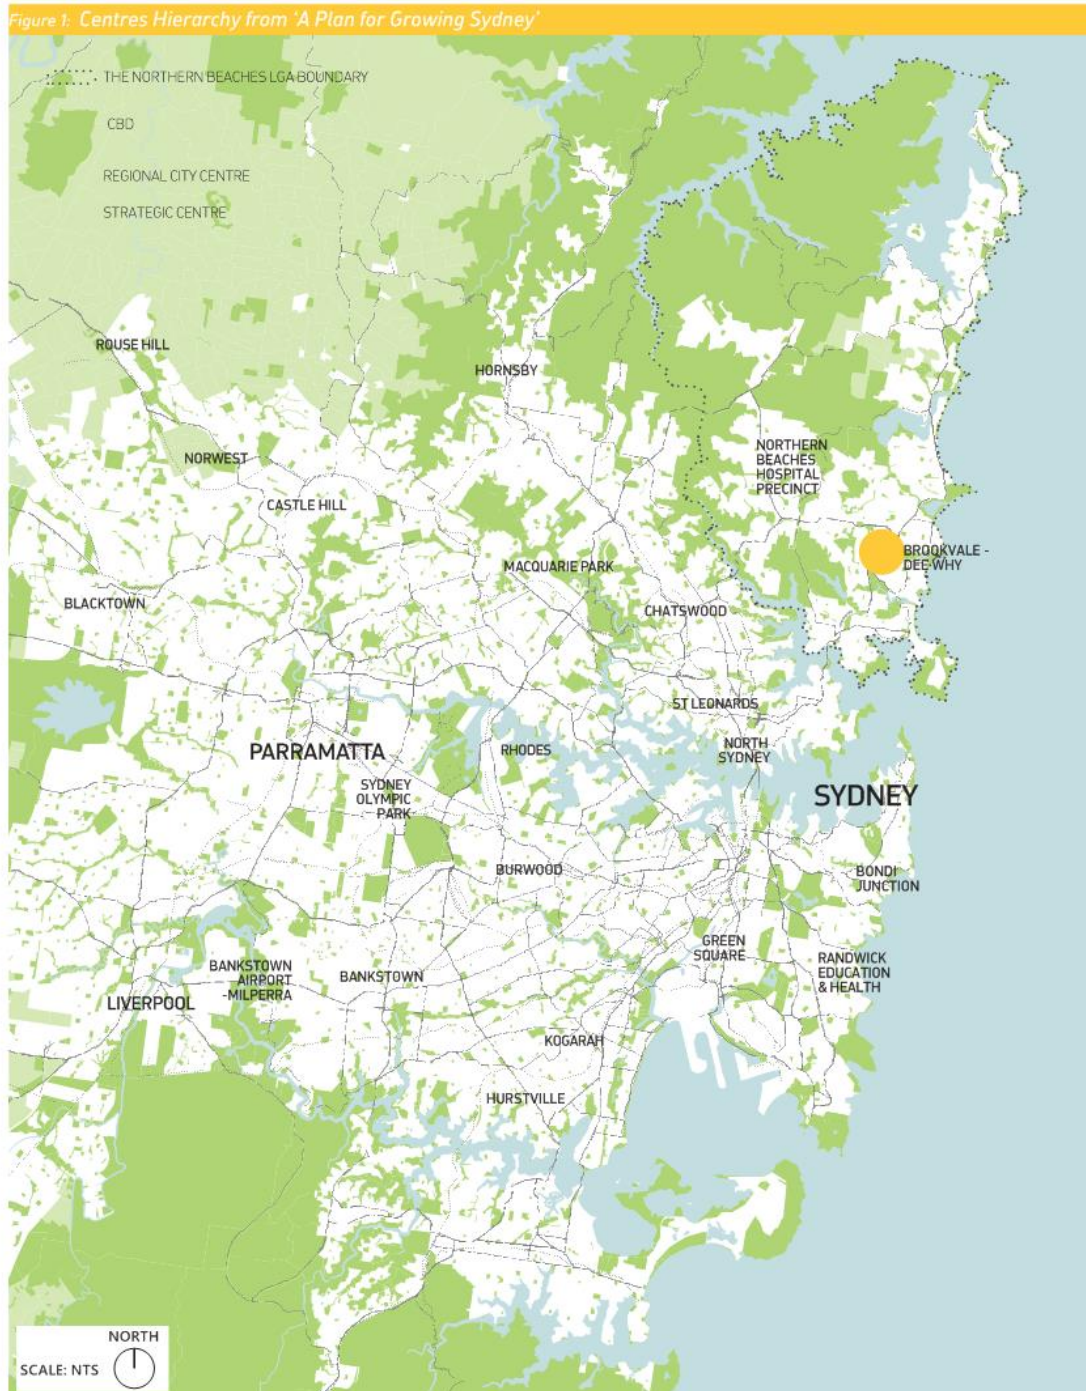 Figure 1: Centres Hierarchy from 'A Plan for Growing Sydney'
THE NORTHERN BEACHES LGA BOUNDARY
CBD
REGIONAL CITY CENTRE
STRATEGIC CENTRE
ROUSE HILL
HORNSBY
NORTHERN
BEACHES
HOSPITAL
PRECINCT
NORWEST
CASTLE HILL
BROOKVALE -
DEE WHY
MACQUARIE PARK
BLACKTOWN
CHATSWOOD
ST LEONARDS
PARRAMATTA
RHODES
NORTH
SYDNEY
SYDNEY
OLYMPIC
PARK
SYDNEY
BURWOOD
BONDI
JUNCTION
GREEN
SQUARE
RANDWICK
EDUCATION
& HEALTH
BANKSTOWN
AIRPORT
-MILPERRA
BANKSTOWN
LIVERPOOL
KOGARAH
HURSTVILLE
NORTH
SCALE: NTS